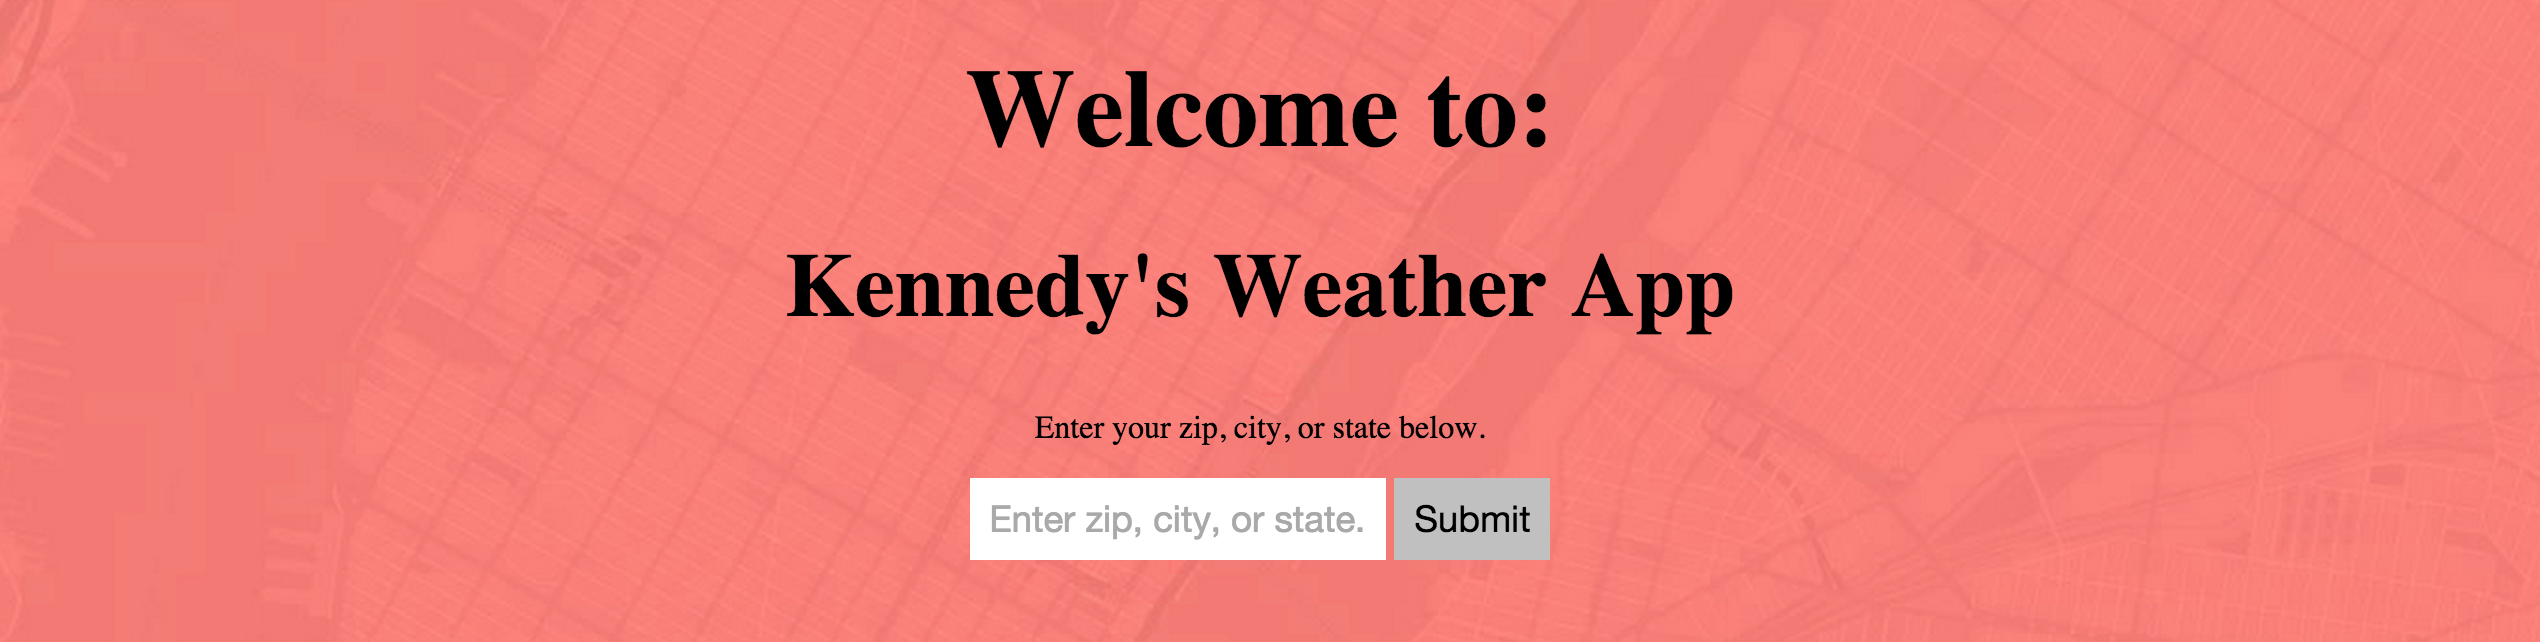 Welcome to:
Kennedy's Weather App
Enter your zip, city, or state below.
Enter zip, city, or state.
Submit